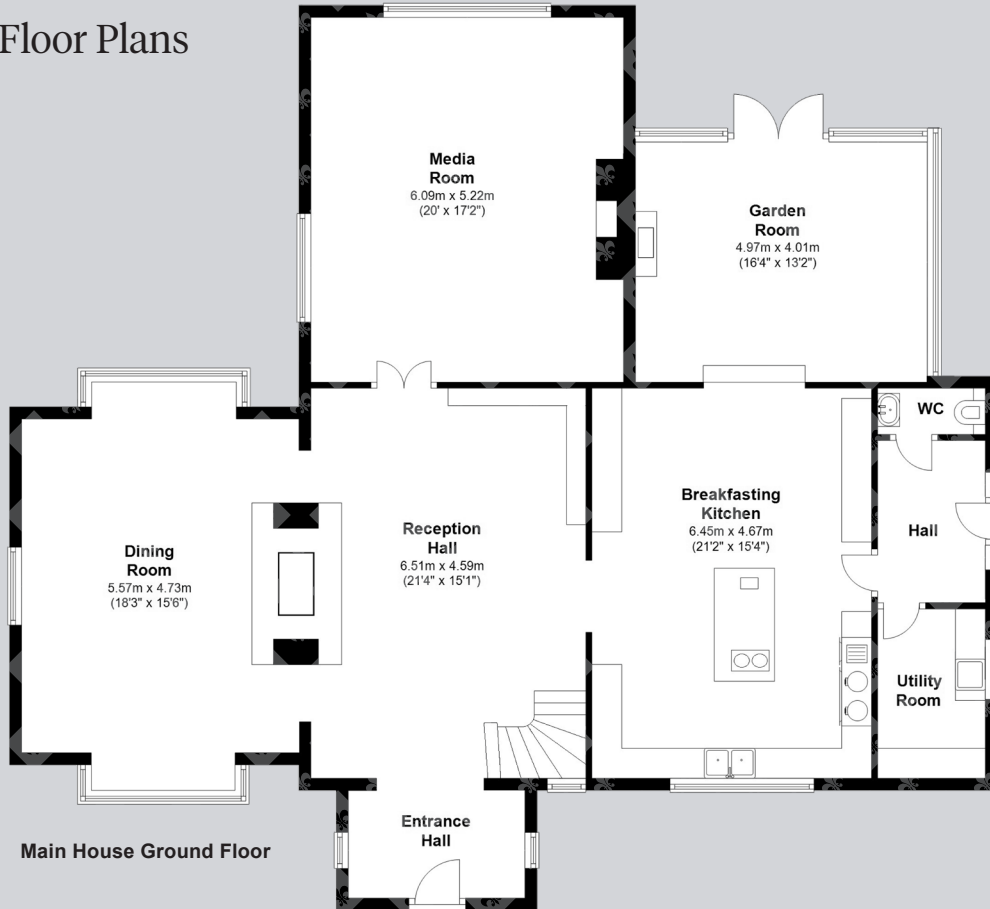 Floor Plans
Media
Room
6.09m x 5.22m
(20' x 17'2")
Garden
Room
4.97m x 4.01m
(16'4" x 13'2")
WC
Breakfasting
Kitchen
6.45m x 4.67m
(21'2" x 15'4")
Hall
Reception
Hall
6.51m x 4.59m
(21'4" x 15'1")
Dining
Room
5.57m x 4.73m
(18'3" x 15'6")
Utility
Room
Entrance
Hall
Main House Ground Floor